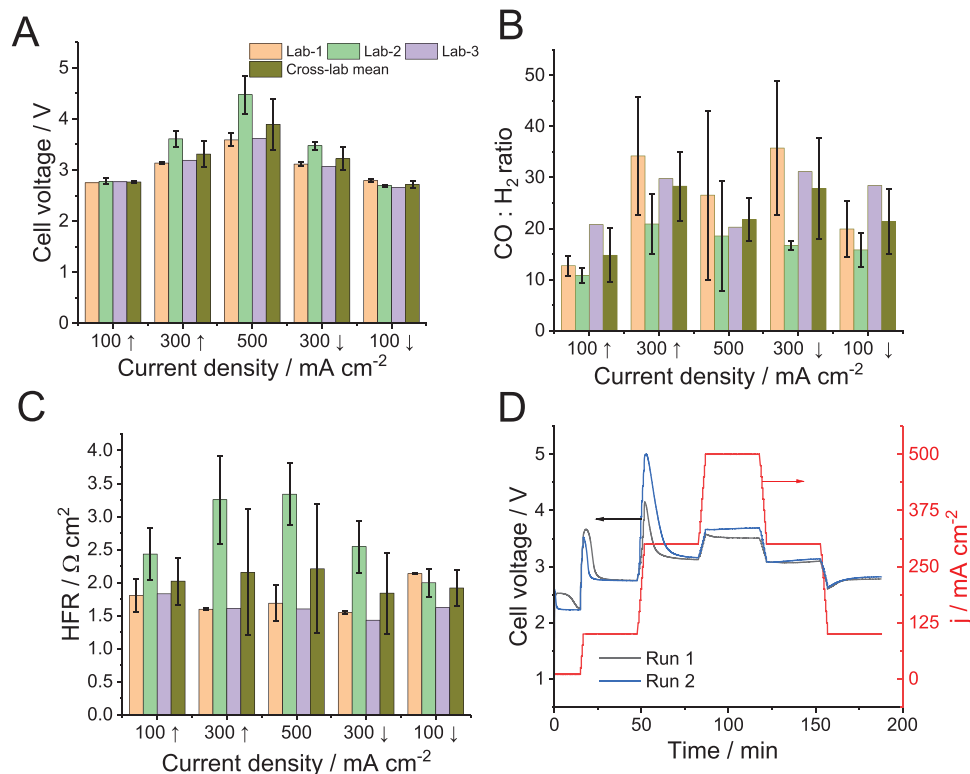 A
Lab-1 Lab-2 Lab-3
Cross-lab mean
5
4
3
2
1
0
Cell voltage / V
100 ↑ 300 ↑ 500 300 ↓ 100 ↓
Current density / mA cm⁻²
B
60
50
40
30
20
10
0
CO : H₂ ratio
100 ↑ 300 ↑ 500 300 ↓ 100 ↓
Current density / mA cm⁻²
C
4.0
3.5
3.0
2.5
2.0
1.5
1.0
0.5
0.0
HFR / Ω cm²
100 ↑ 300 ↑ 500 300 ↓ 100 ↓
Current density / mA cm⁻²
D
5
4
3
2
1
Cell voltage / V
500
375
250
125
0
j / mA cm⁻²
Run 1
Run 2
0 50 100 150 200
Time / min